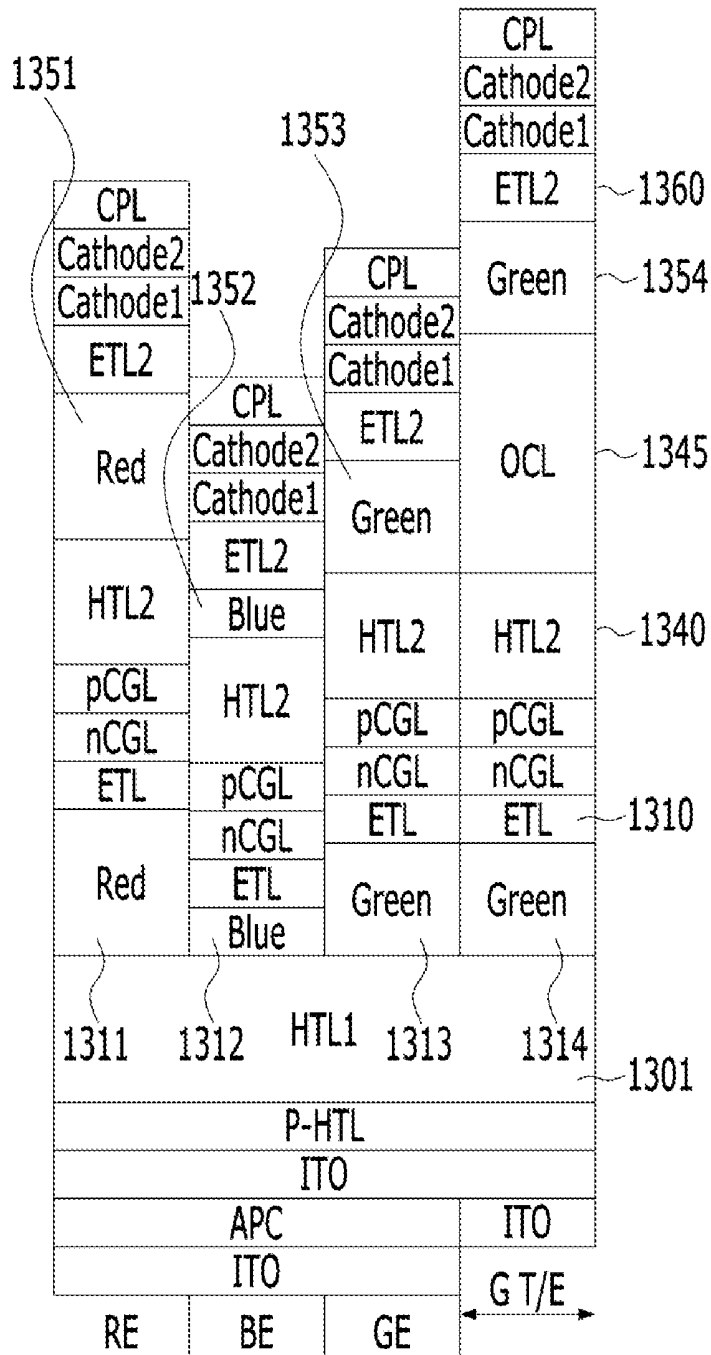 1351
CPL
Cathode2
Cathode1
ETL2
Red
HTL2
pCGL
nCGL
ETL
Red
1311
1352
CPL
Cathode2
Cathode1
ETL2
Blue
HTL2
pCGL
nCGL
ETL
Blue
1312
1353
CPL
Cathode2
Cathode1
ETL2
Green
HTL2
pCGL
nCGL
ETL
Green
1313
CPL
Cathode2
Cathode1
ETL2
1360
Green
1354
OCL
1345
HTL2
1340
pCGL
nCGL
ETL
1310
Green
1314
HTL1
1301
P-HTL
ITO
APC
ITO
ITO
G T/E
RE
BE
GE